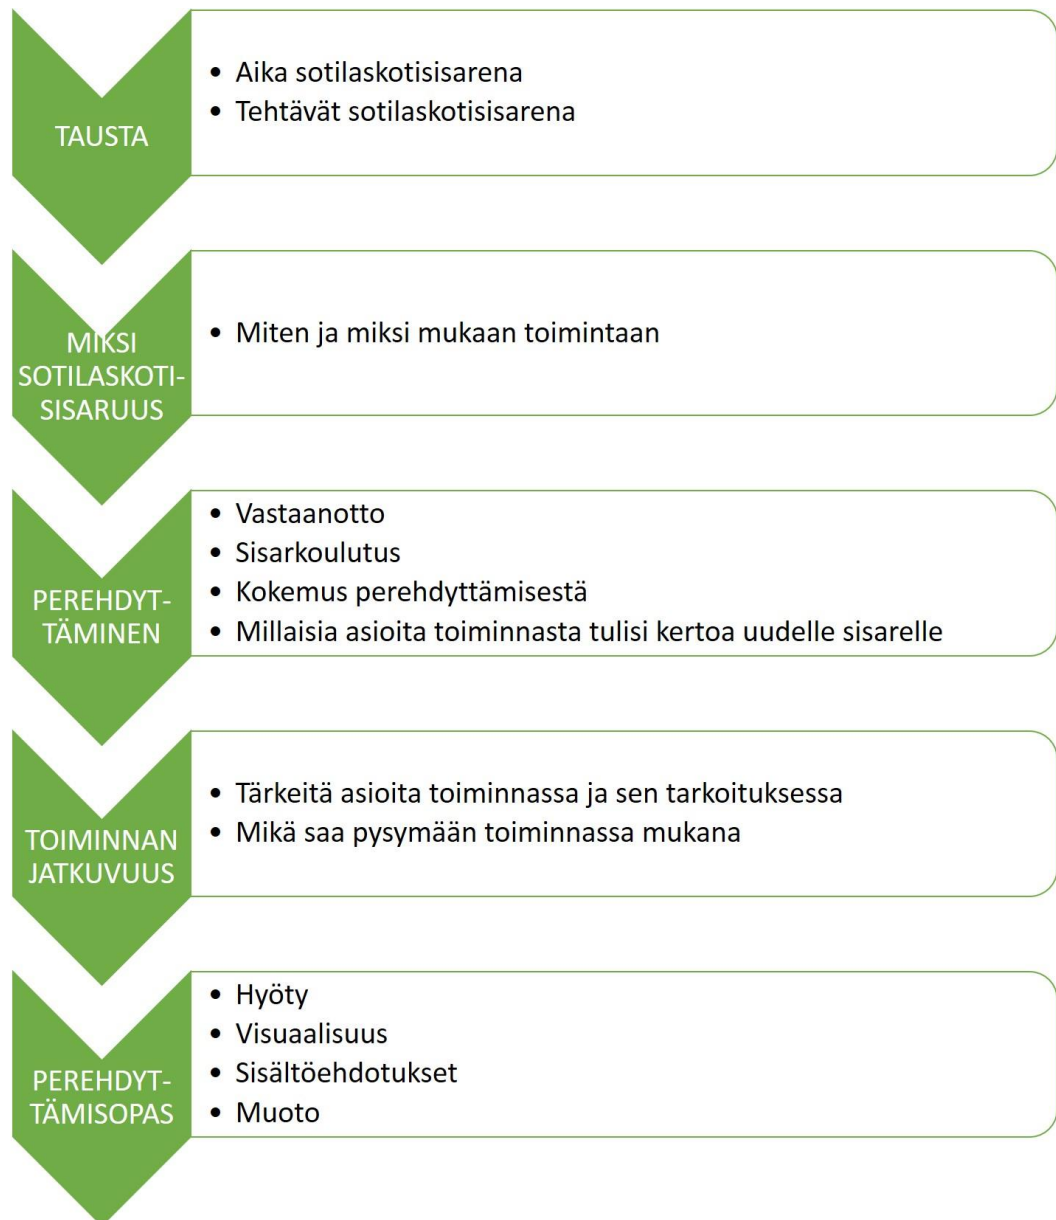 TAUSTA
• Aika sotilaskotisisarena
• Tehtävät sotilaskotisisarena
MIKSI
SOTILASKOTI-
SISARUUS
• Miten ja miksi mukaan toimintaan
PEREHDYT-
TÄMINEN
• Vastaanotto
• Sisarkoulutus
• Kokemus perehdyttämisestä
• Millaisia asioita toiminnasta tulisi kertoa uudelle sisarelle
TOIMINNAN
JATKUVUUS
• Tärkeitä asioita toiminnassa ja sen tarkoituksessa
• Mikä saa pysymään toiminnassa mukana
PEREHDYT-
TÄMISOPAS
• Hyöty
• Visuaalisuus
• Sisältöehdotukset
• Muoto